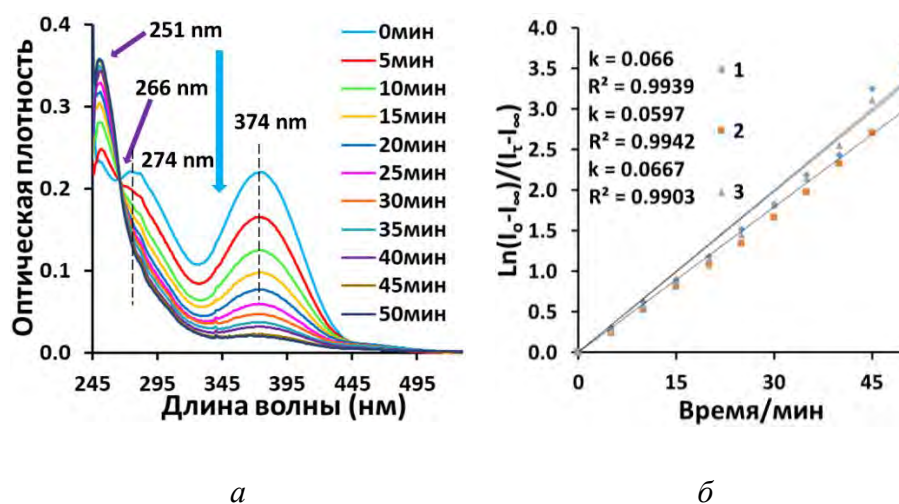 0.4
0.3
0.2
0.1
0.0
Оптическая плотность
251 nm
266 nm
274 nm
374 nm
0мин
5мин
10мин
15мин
20мин
25мин
30мин
35мин
40мин
45мин
50мин
245 295 345 395 445 495
Длина волны (нм)
а
4.0
3.5
3.0
2.5
2.0
1.5
1.0
0.5
0.0
Ln(I₀-I∞)/(Iτ-I∞)
k = 0.066
R² = 0.9939
k = 0.0597
R² = 0.9942
k = 0.0667
R² = 0.9903
1
2
3
0 15 30 45
Время/мин
б